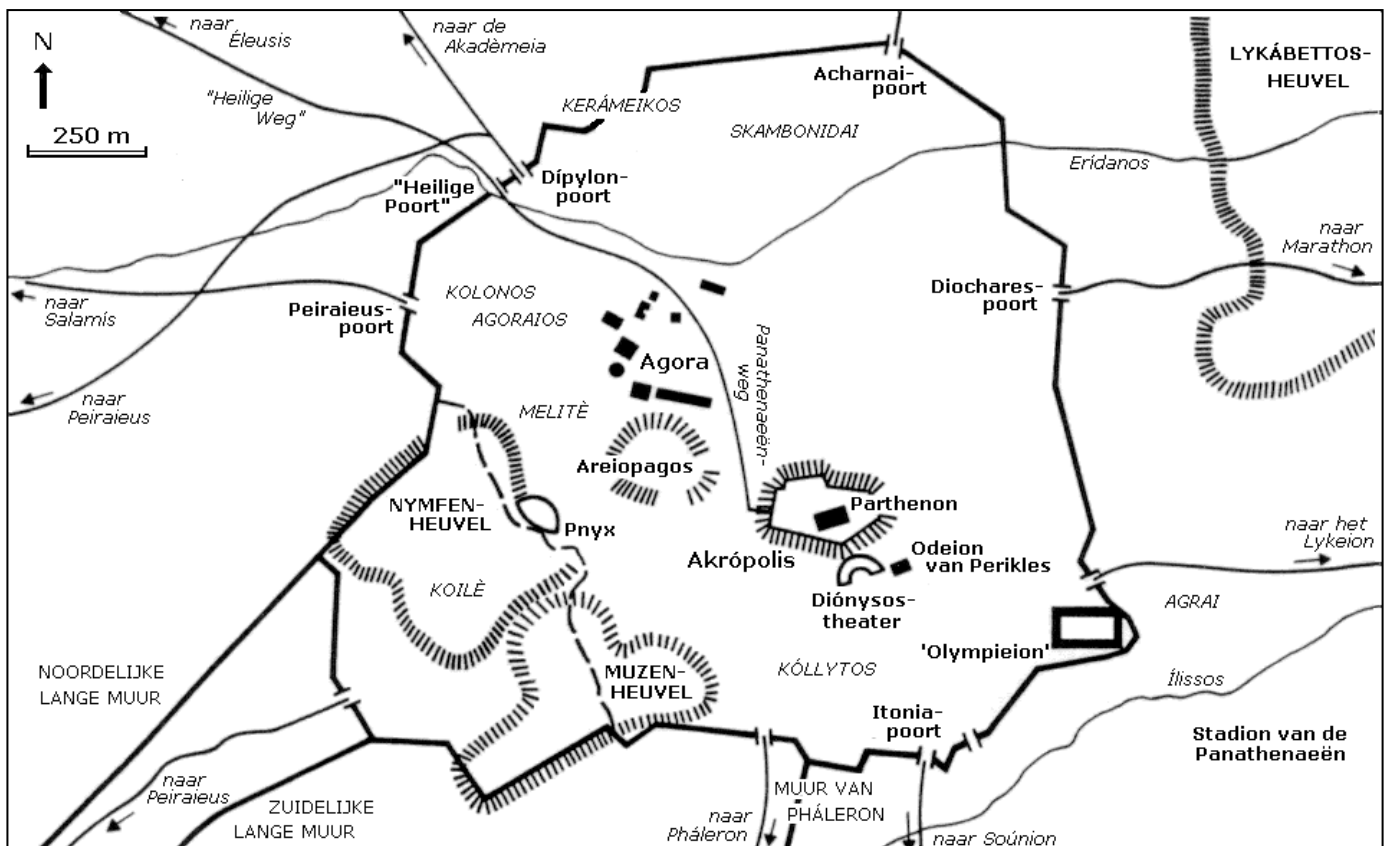 N
250 m
naar
Éleusis
naar de
Akadèmeia
"Heilige
Weg"
KERÁMEIKOS
Acharnai-
poort
SKAMBONIDAI
LYKÁBETTOS-
HEUVEL
Erídanos
"Heilige
Poort"
Dípylon-
poort
naar
Marathon
naar
Salamís
Peiraieus-
poort
KOLONOS
AGORAIOS
Diochares-
poort
Agora
Panathenaeën-
weg
naar
Peiraieus
MELITÈ
Areiopagos
NYMFEN-
HEUVEL
Pnyx
Parthenon
Akrópolis
Odeion
van Perikles
naar het
Lykeion
KOILÈ
Diónysos-
theater
AGRAI
'Olympieion'
NOORDELIJKE
LANGE MUUR
MUZEN-
HEUVEL
KÓLLYTOS
Ílissos
Itonia-
poort
Stadion van de
Panathenaeën
naar
Peiraieus
ZUIDELIJKE
LANGE MUUR
MUUR VAN
PHÁLERON
naar
Pháleron
naar Soúnion